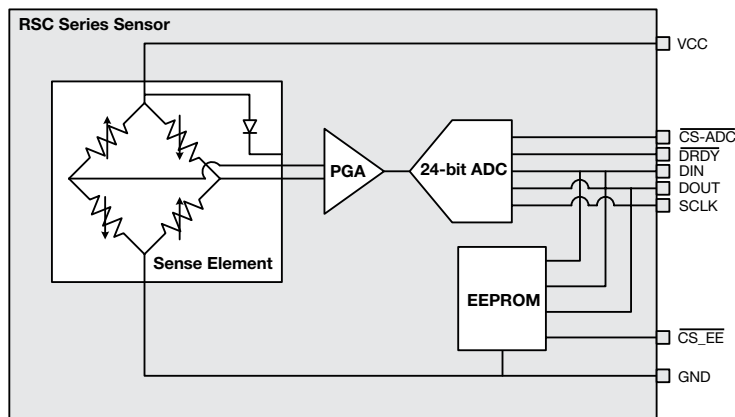 RSC Series Sensor
VCC
CS-ADC
DRDY
DIN
DOUT
SCLK
PGA
24-bit ADC
Sense Element
EEPROM
CS_EE
GND